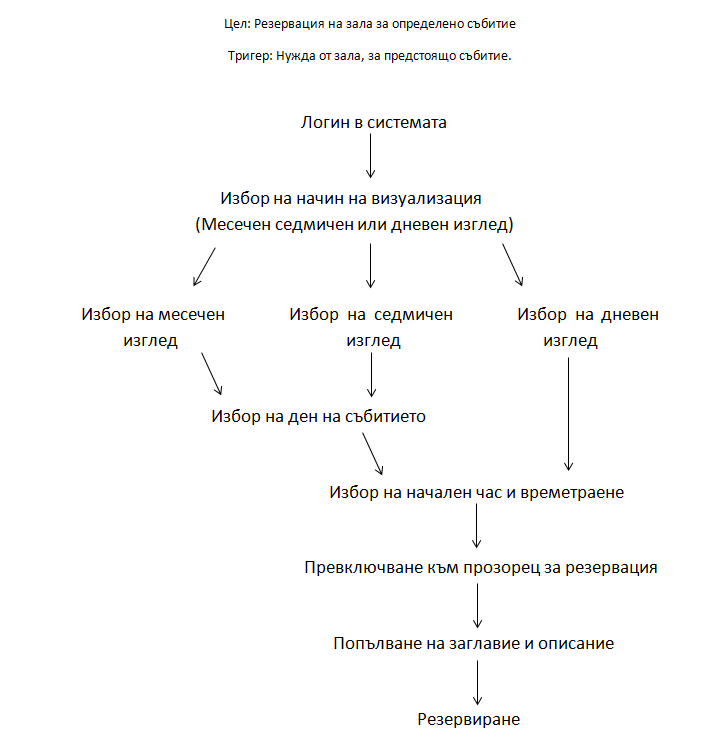 Цел: Резервация на зала за определено събитие
Тригер: Нужда от зала, за предстоящо събитие.
Логин в системата
Избор на начин на визуализация
(Месечен седмичен или дневен изглед)
Избор на месечен
изглед
Избор на седмичен
изглед
Избор на дневен
изглед
Избор на ден на събитието
Избор на начален час и времетраене
Превключване към прозорец за резервация
Попълване на заглавие и описание
Резервиране